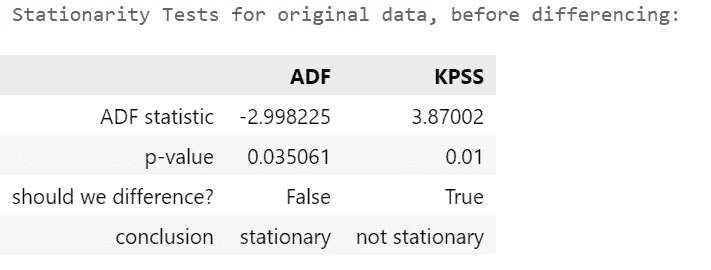 Stationarity Tests for original data, before differencing:
ADF KPSS
ADF statistic -2.998225 3.87002
p-value 0.035061 0.01
should we difference? False True
conclusion stationary not stationary